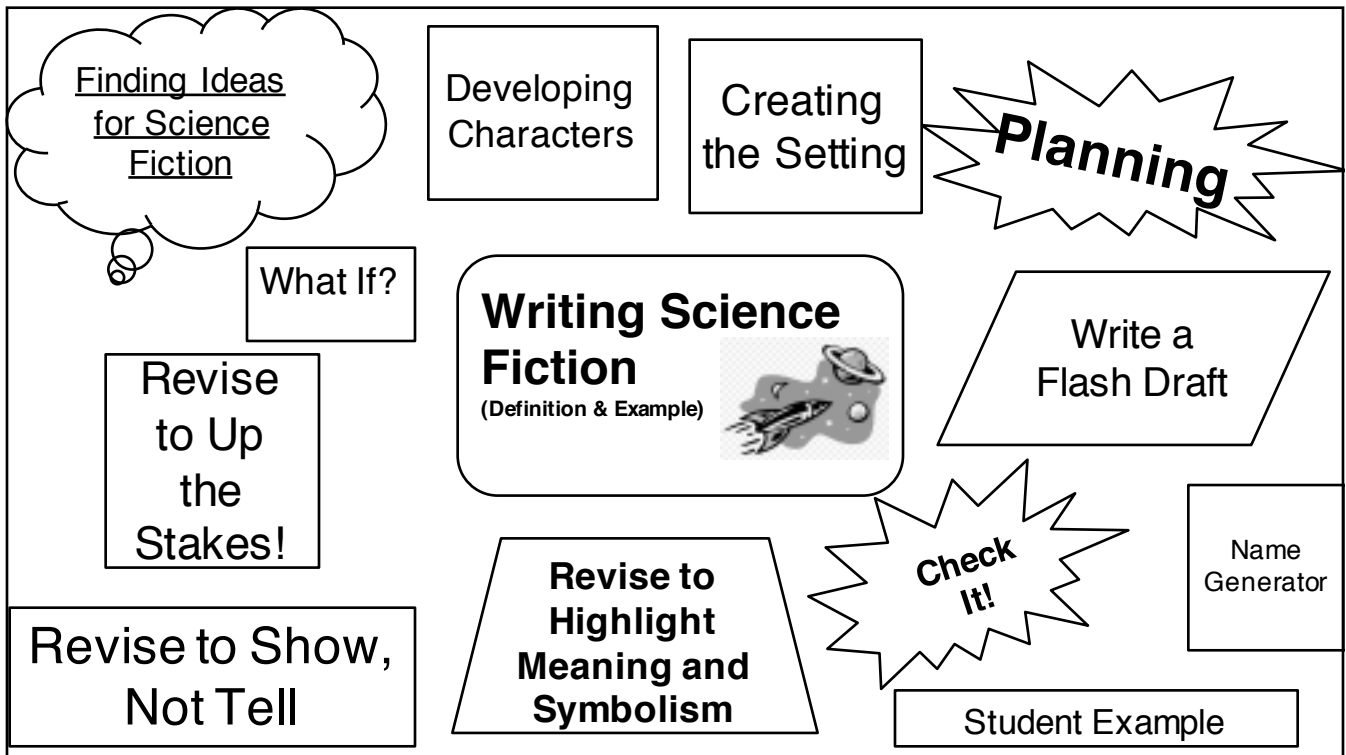 Finding Ideas
for Science
Fiction
Developing
Characters
Creating
the Setting
Planning
What If?
Writing Science
Fiction
(Definition & Example)
Write a
Flash Draft
Revise
to Up
the
Stakes!
Check
It!
Name
Generator
Revise to
Highlight
Meaning and
Symbolism
Revise to Show,
Not Tell
Student Example